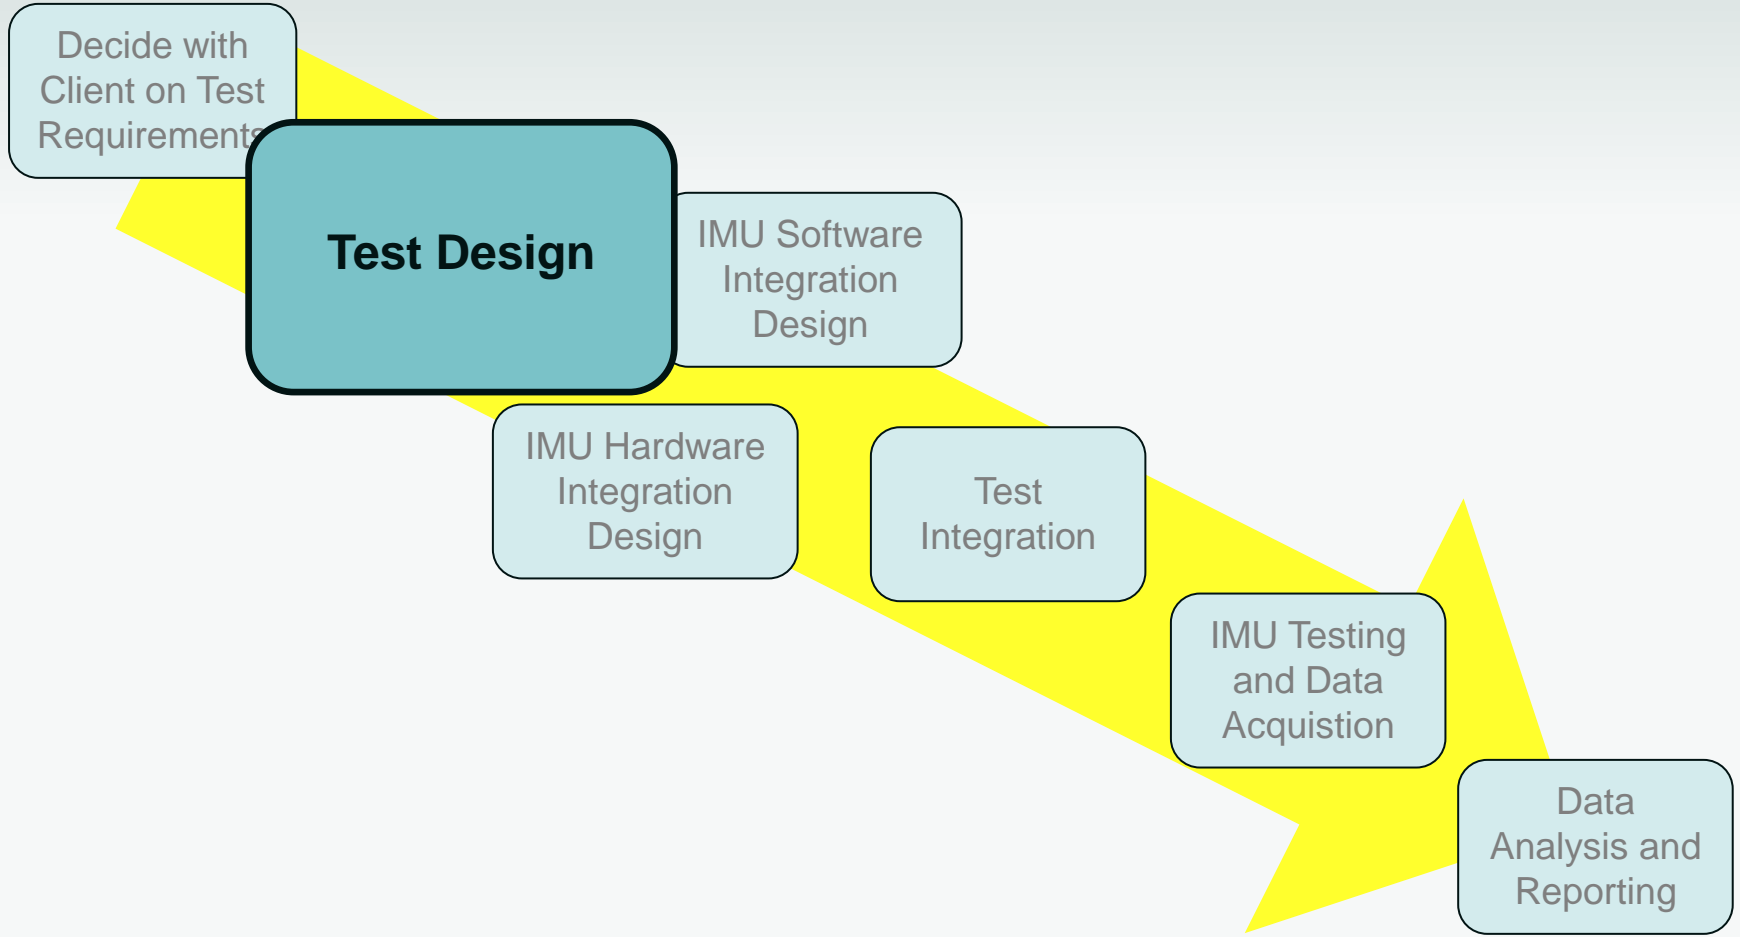 Decide with
Client on Test
Requirements
Test Design
IMU Software
Integration
Design
IMU Hardware
Integration
Design
Test
Integration
IMU Testing
and Data
Acquistion
Data
Analysis and
Reporting